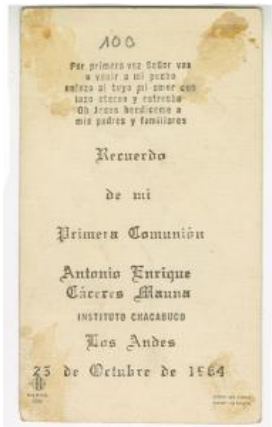 100
Por primera vez Señor vas
a venir a mi pecho
enlaza al tuyo mi amor con
lazo eterno y estrecho
Oh Jesus bendiceme a
mis padres y familiares
Recuerdo
de mi
Primera Comunión
Antonio Enrique
Cáceres Mauna
INSTITUTO CHACABUCO
Los Andes
25 de Octubre de 1964